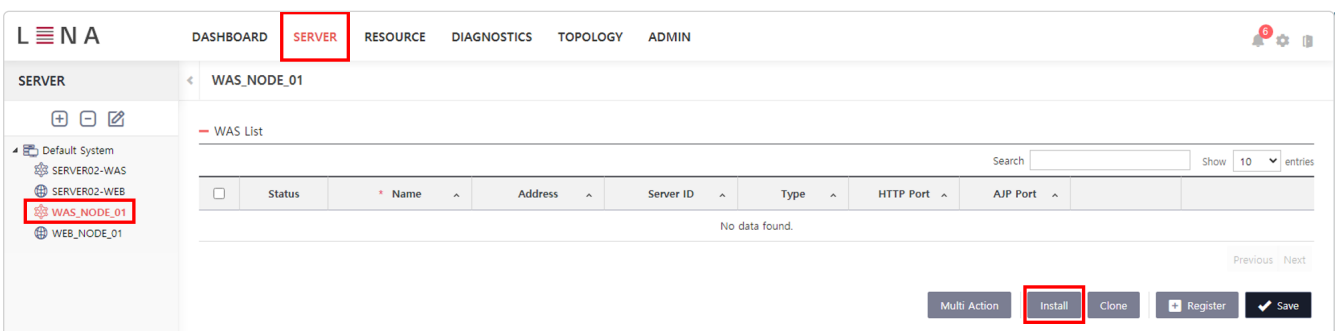 LENA DASHBOARD SERVER RESOURCE DIAGNOSTICS TOPOLOGY ADMIN 6
SERVER WAS_NODE_01
WAS List
Default System
SERVER02-WAS
SERVER02-WEB
WAS_NODE_01
WEB_NODE_01
Search Show 10 entries
Status * Name Address Server ID Type HTTP Port AJP Port
No data found.
Previous Next
Multi Action Install Clone Register Save